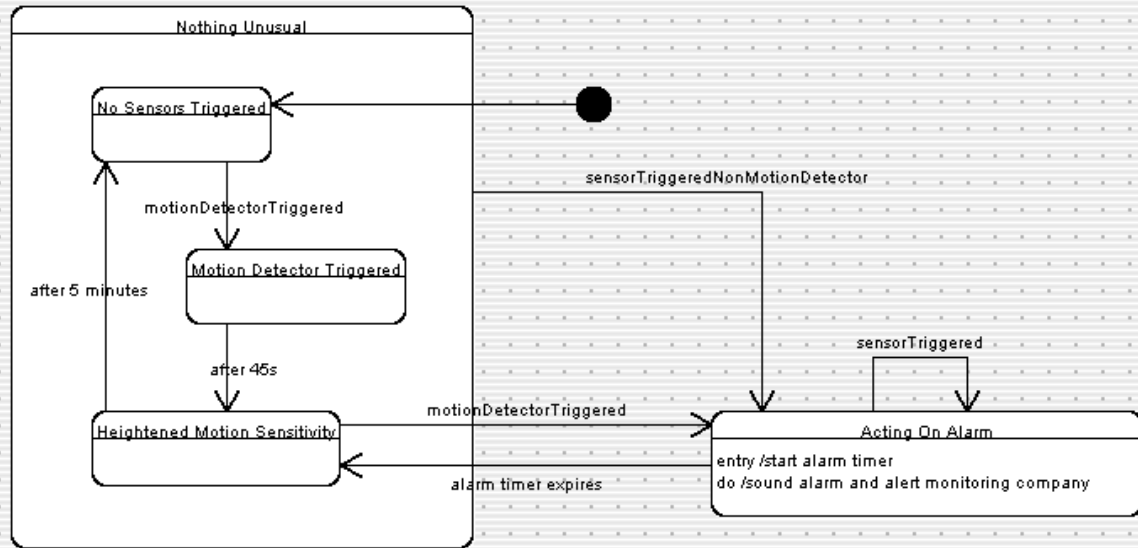 Nothing Unusual
No Sensors Triggered
sensorTriggeredNonMotionDetector
motionDetectorTriggered
Motion Detector Triggered
after 5 minutes
sensorTriggered
after 45s
motionDetectorTriggered
Heightened Motion Sensitivity
Acting On Alarm
entry /start alarm timer
do /sound alarm and alert monitoring company
alarm timer expires